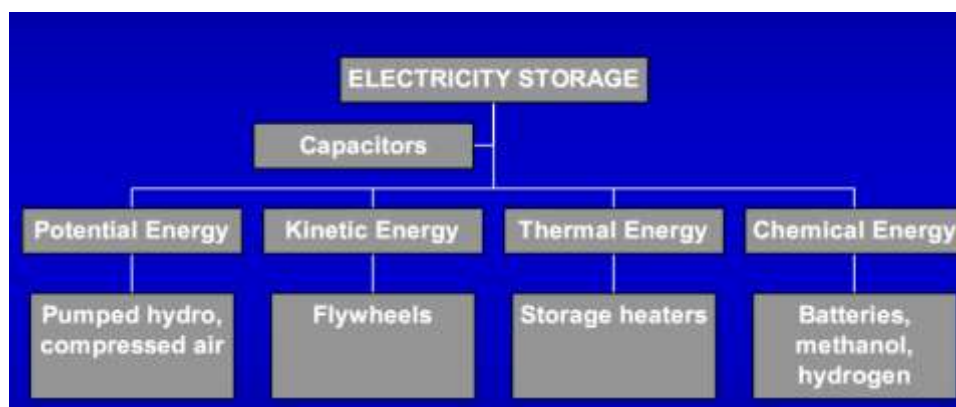 ELECTRICITY STORAGE
Capacitors
Potential Energy
Kinetic Energy
Thermal Energy
Chemical Energy
Pumped hydro,
compressed air
Flywheels
Storage heaters
Batteries,
methanol,
hydrogen